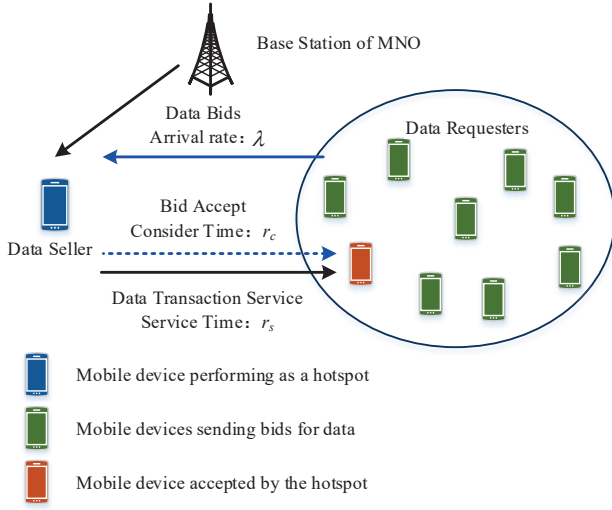 Base Station of MNO
Data Bids
Arrival rate: λ
Data Requesters
Bid Accept
Consider Time: r_c
Data Seller
Data Transaction Service
Service Time: r_s
Mobile device performing as a hotspot
Mobile devices sending bids for data
Mobile device accepted by the hotspot